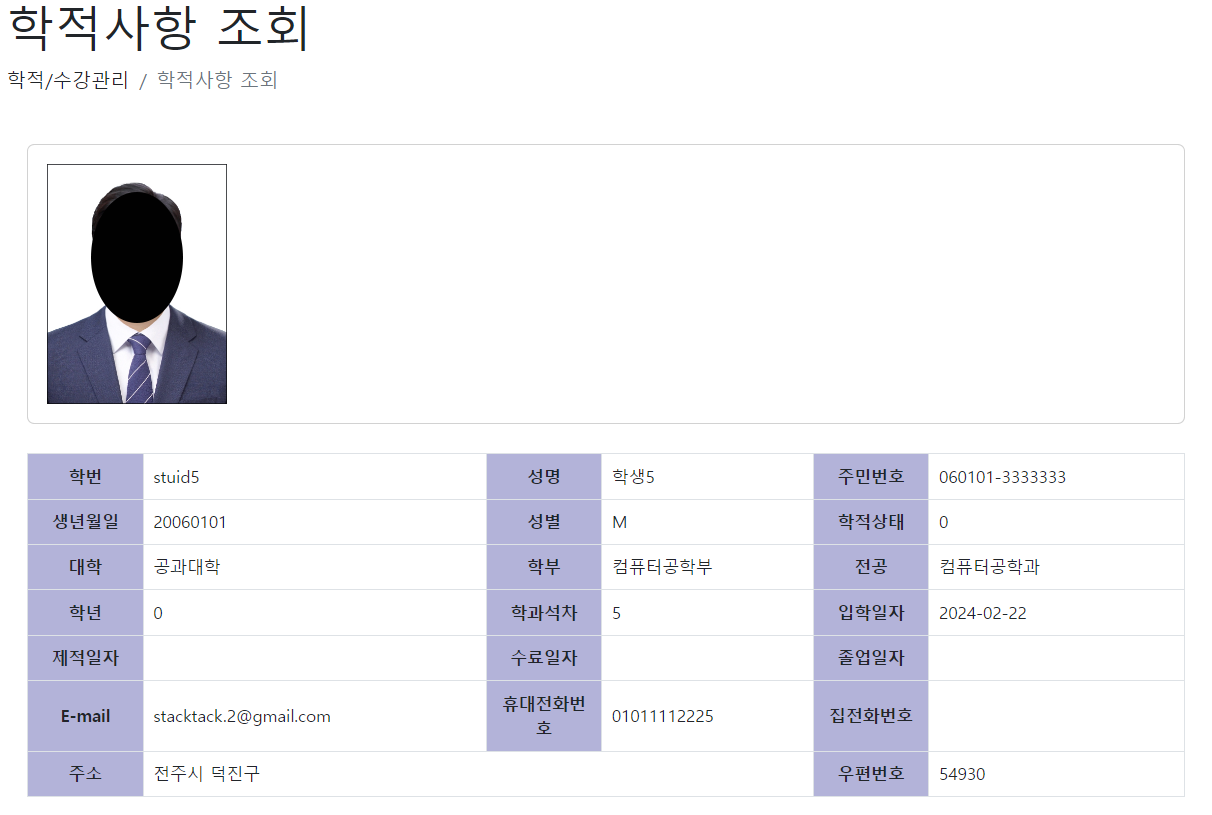 학적사항 조회
학적/수강관리 / 학적사항 조회
학번 stuid5 성명 학생5 주민번호 060101-3333333
생년월일 20060101 성별 M 학적상태 0
대학 공과대학 학부 컴퓨터공학부 전공 컴퓨터공학과
학년 0 학과석차 5 입학일자 2024-02-22
제적일자 수료일자 졸업일자
E-mail stacktack.2@gmail.com 휴대전화번호 01011112225 집전화번호
주소 전주시 덕진구 우편번호 54930